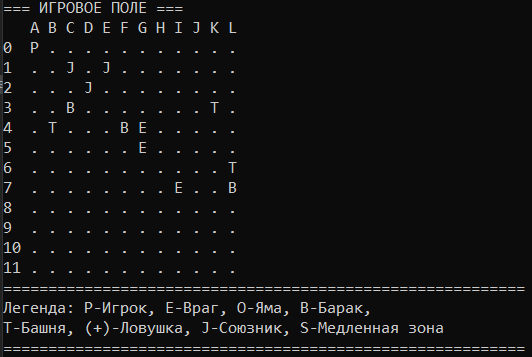 === ИГРОВОЕ ПОЛЕ ===
   A B C D E F G H I J K L
0  P . . . . . . . . . . .
1  . . J . J . . . . . . .
2  . . . J . . . . . . . .
3  . . B . . . . . . . T .
4  . T . . . B E . . . . .
5  . . . . . . E . . . . .
6  . . . . . . . . . . . T
7  . . . . . . . . E . . B
8  . . . . . . . . . . . .
9  . . . . . . . . . . . .
10 . . . . . . . . . . . .
11 . . . . . . . . . . . .
==========================================================
Легенда: P-Игрок, E-Враг, O-Яма, B-Барак,
T-Башня, (+)-Ловушка, J-Союзник, S-Медленная зона
==========================================================